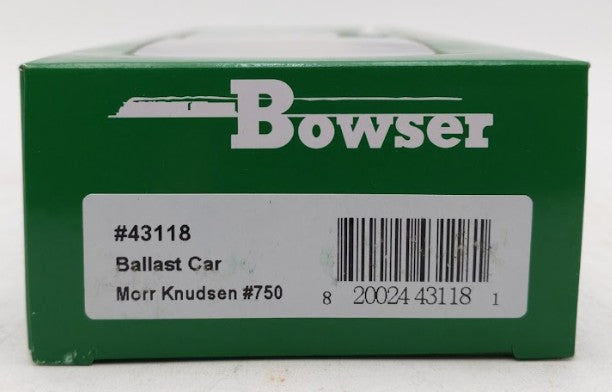 Bowser
#43118
Ballast Car
Morr Knudsen #750
8 20024 43118 1